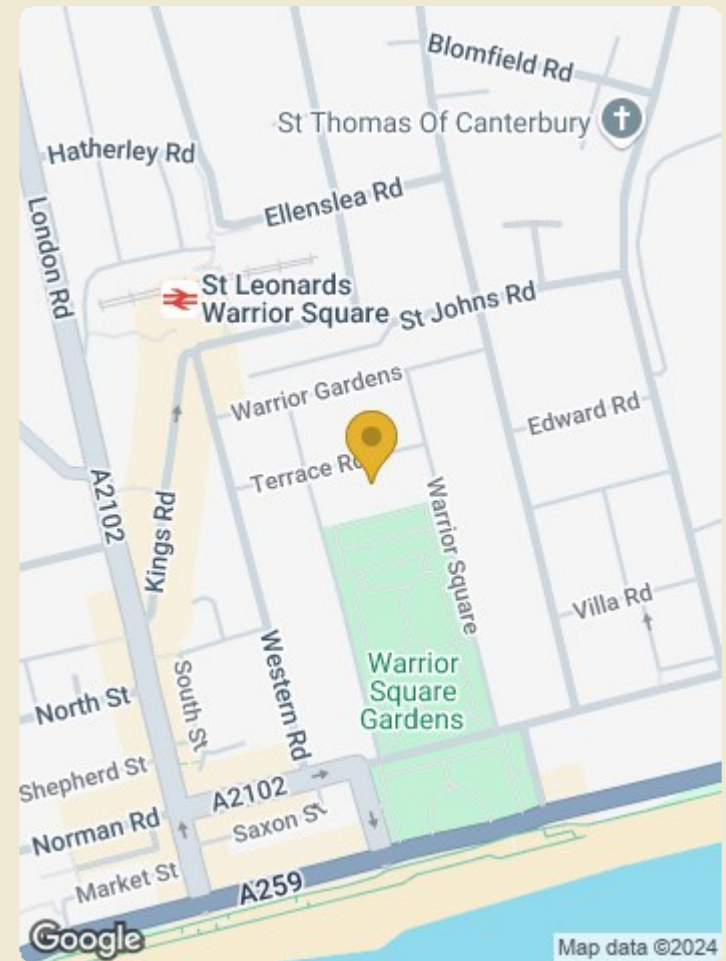 Blomfield Rd
St Thomas Of Canterbury
Hatherley Rd
Ellenslea Rd
London Rd
St Leonards
Warrior Square
St Johns Rd
Warrior Gardens
Edward Rd
Terrace Rd
A2102
Kings Rd
Warrior Square
Villa Rd
Western Rd
Warrior
Square
Gardens
South St
North St
Shepherd St
A2102
Norman Rd
Saxon St
Market St
A259
Google
Map data ©2024